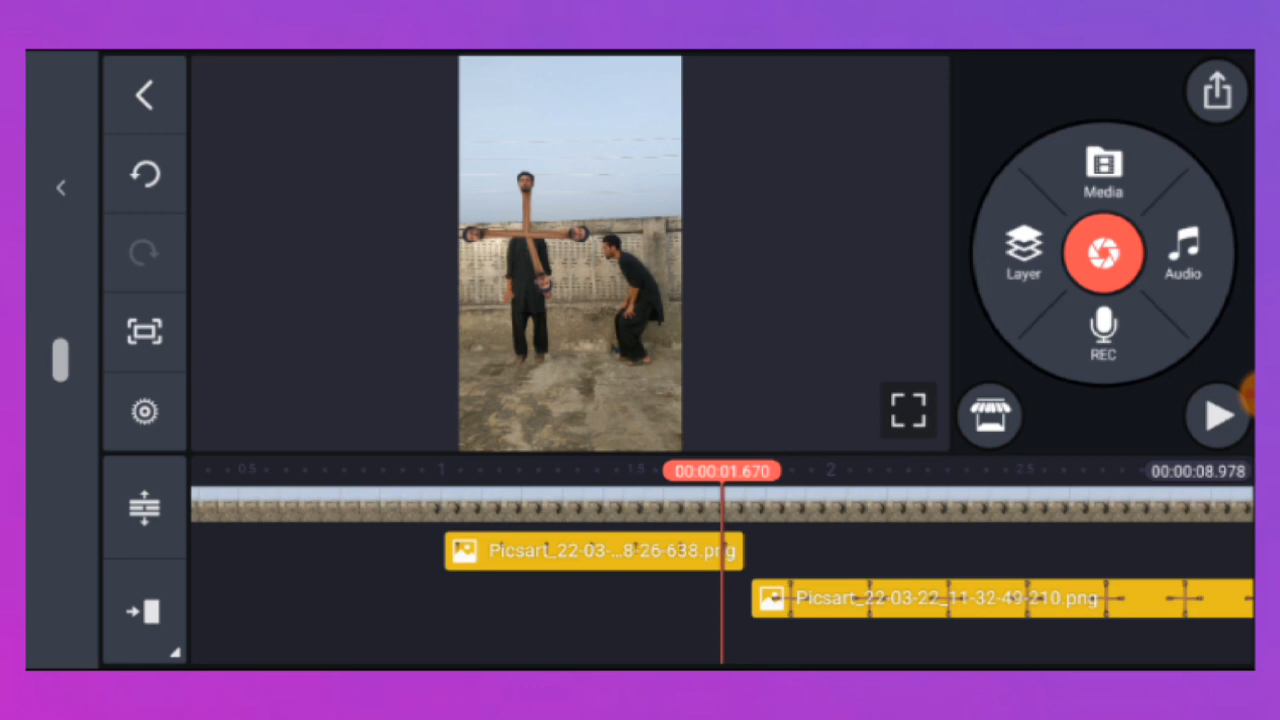 Media
Layer
Audio
REC
0.5
1
1.5
00:00:01.670
2
2.5
00:00:08.978
Picsart_22-03-...8-26-638.png
Picsart_22-03-22_11-32-49-210.png